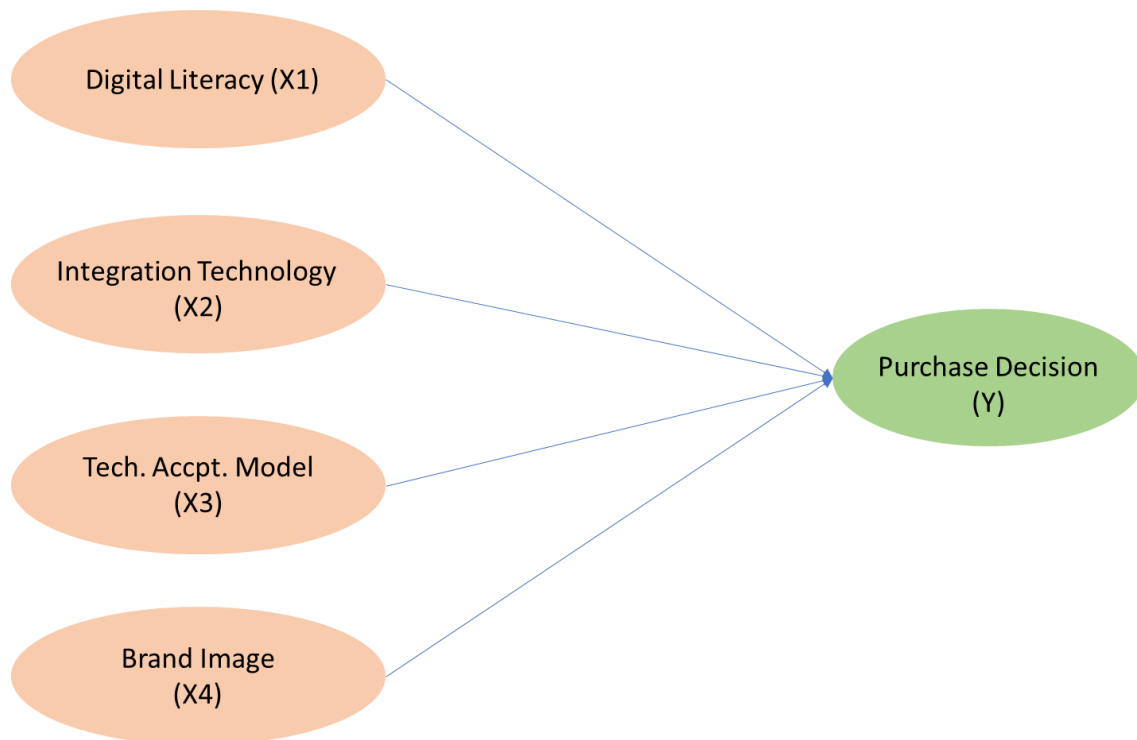 Digital Literacy (X1)
Integration Technology
(X2)
Tech. Accpt. Model
(X3)
Brand Image
(X4)
Purchase Decision
(Y)